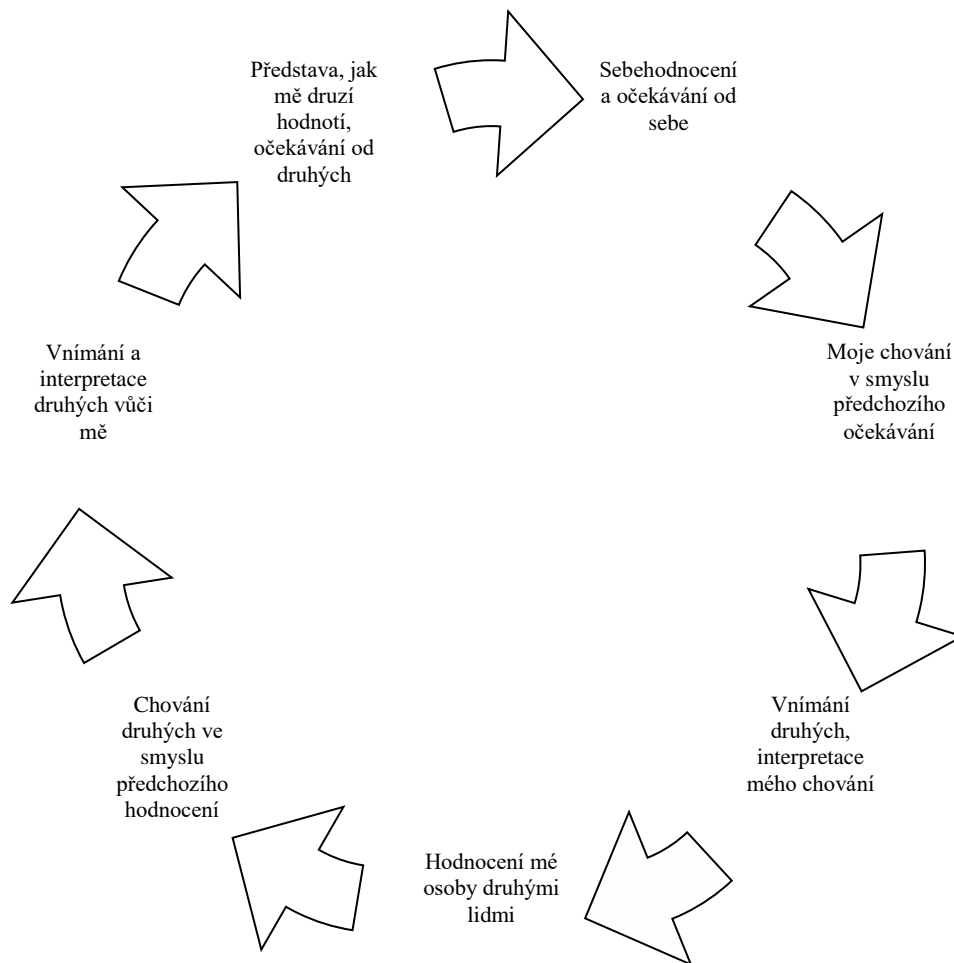 Představa, jak
mě druzí
hodnotí,
očekávání od
druhých
Sebehodnocení
a očekávání od
sebe
Moje chování
v smyslu
předchozího
očekávání
Vnímání
druhých,
interpretace
mého chování
Hodnocení mé
osoby druhými
lidmi
Chování
druhých ve
smyslu
předchozího
hodnocení
Vnímání a
interpretace
druhých vůči
mě